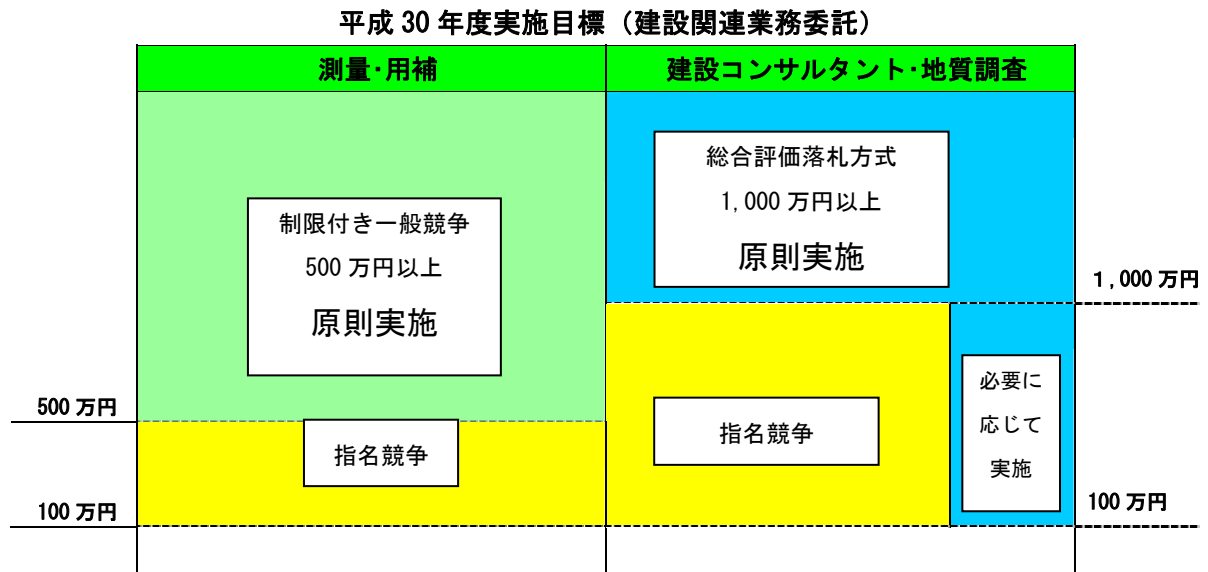 平成 30 年度実施目標（建設関連業務委託）
測量・用補
建設コンサルタント・地質調査
制限付き一般競争
500 万円以上
原則実施
総合評価落札方式
1,000 万円以上
原則実施
1,000 万円
500 万円
指名競争
指名競争
必要に
応じて
実施
100 万円
100 万円